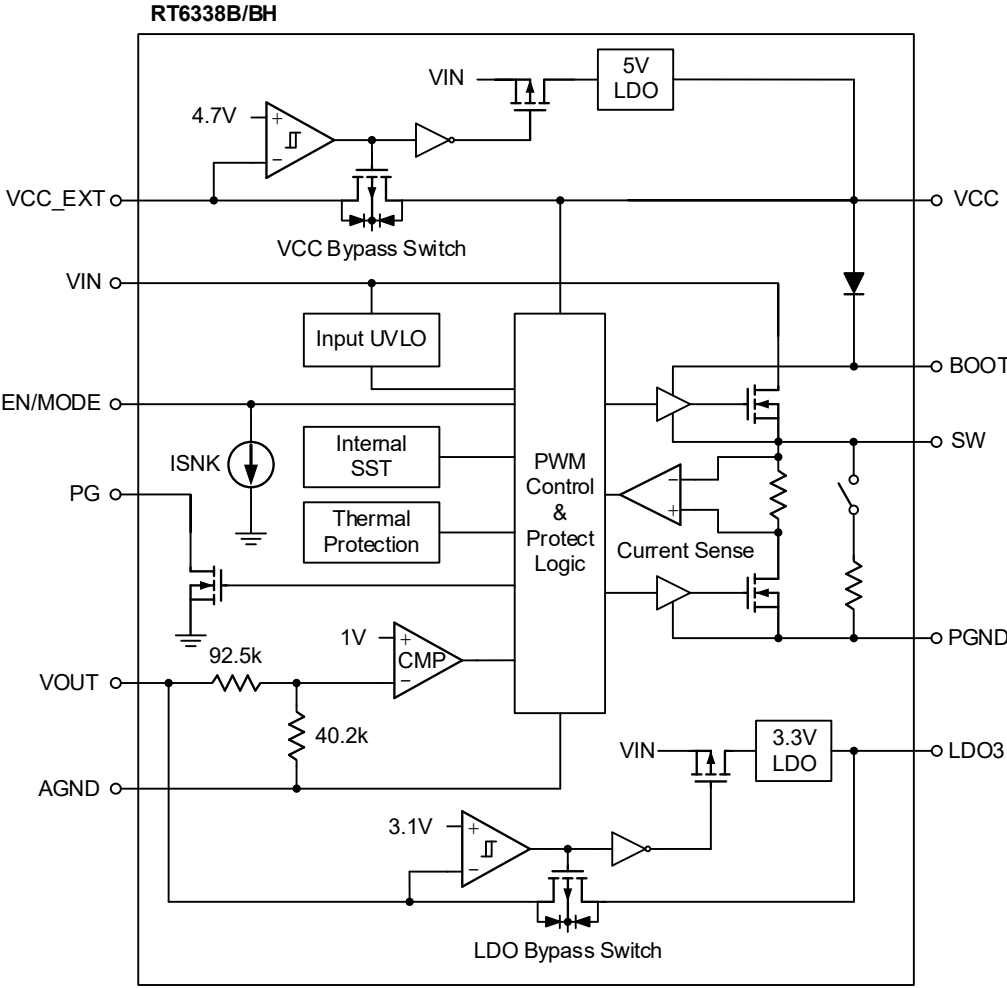 RT6338B/BH
VIN
5V
LDO
4.7V
+
−
VCC_EXT
VCC
VCC Bypass Switch
VIN
Input UVLO
BOOT
EN/MODE
SW
Internal
SST
ISNK
PG
PWM
Control
&
Protect
Logic
−
+
Thermal
Protection
Current Sense
1V
+
CMP
−
PGND
92.5k
VOUT
40.2k
VIN
3.3V
LDO
LDO3
AGND
3.1V
+
−
LDO Bypass Switch